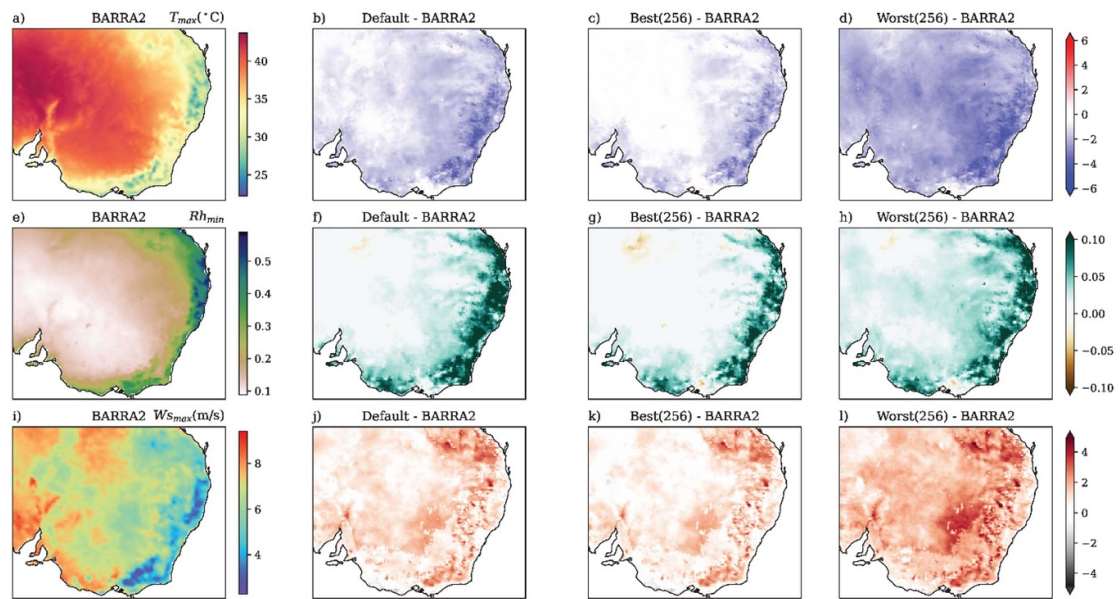 a) BARRA2 T_max(°C)
b) Default - BARRA2
c) Best(256) - BARRA2
d) Worst(256) - BARRA2
40
35
30
25
6
4
2
0
−2
−4
−6
e) BARRA2 Rh_min
f) Default - BARRA2
g) Best(256) - BARRA2
h) Worst(256) - BARRA2
0.5
0.4
0.3
0.2
0.1
0.10
0.05
0.00
−0.05
−0.10
i) BARRA2 Ws_max(m/s)
j) Default - BARRA2
k) Best(256) - BARRA2
l) Worst(256) - BARRA2
8
6
4
4
2
0
−2
−4